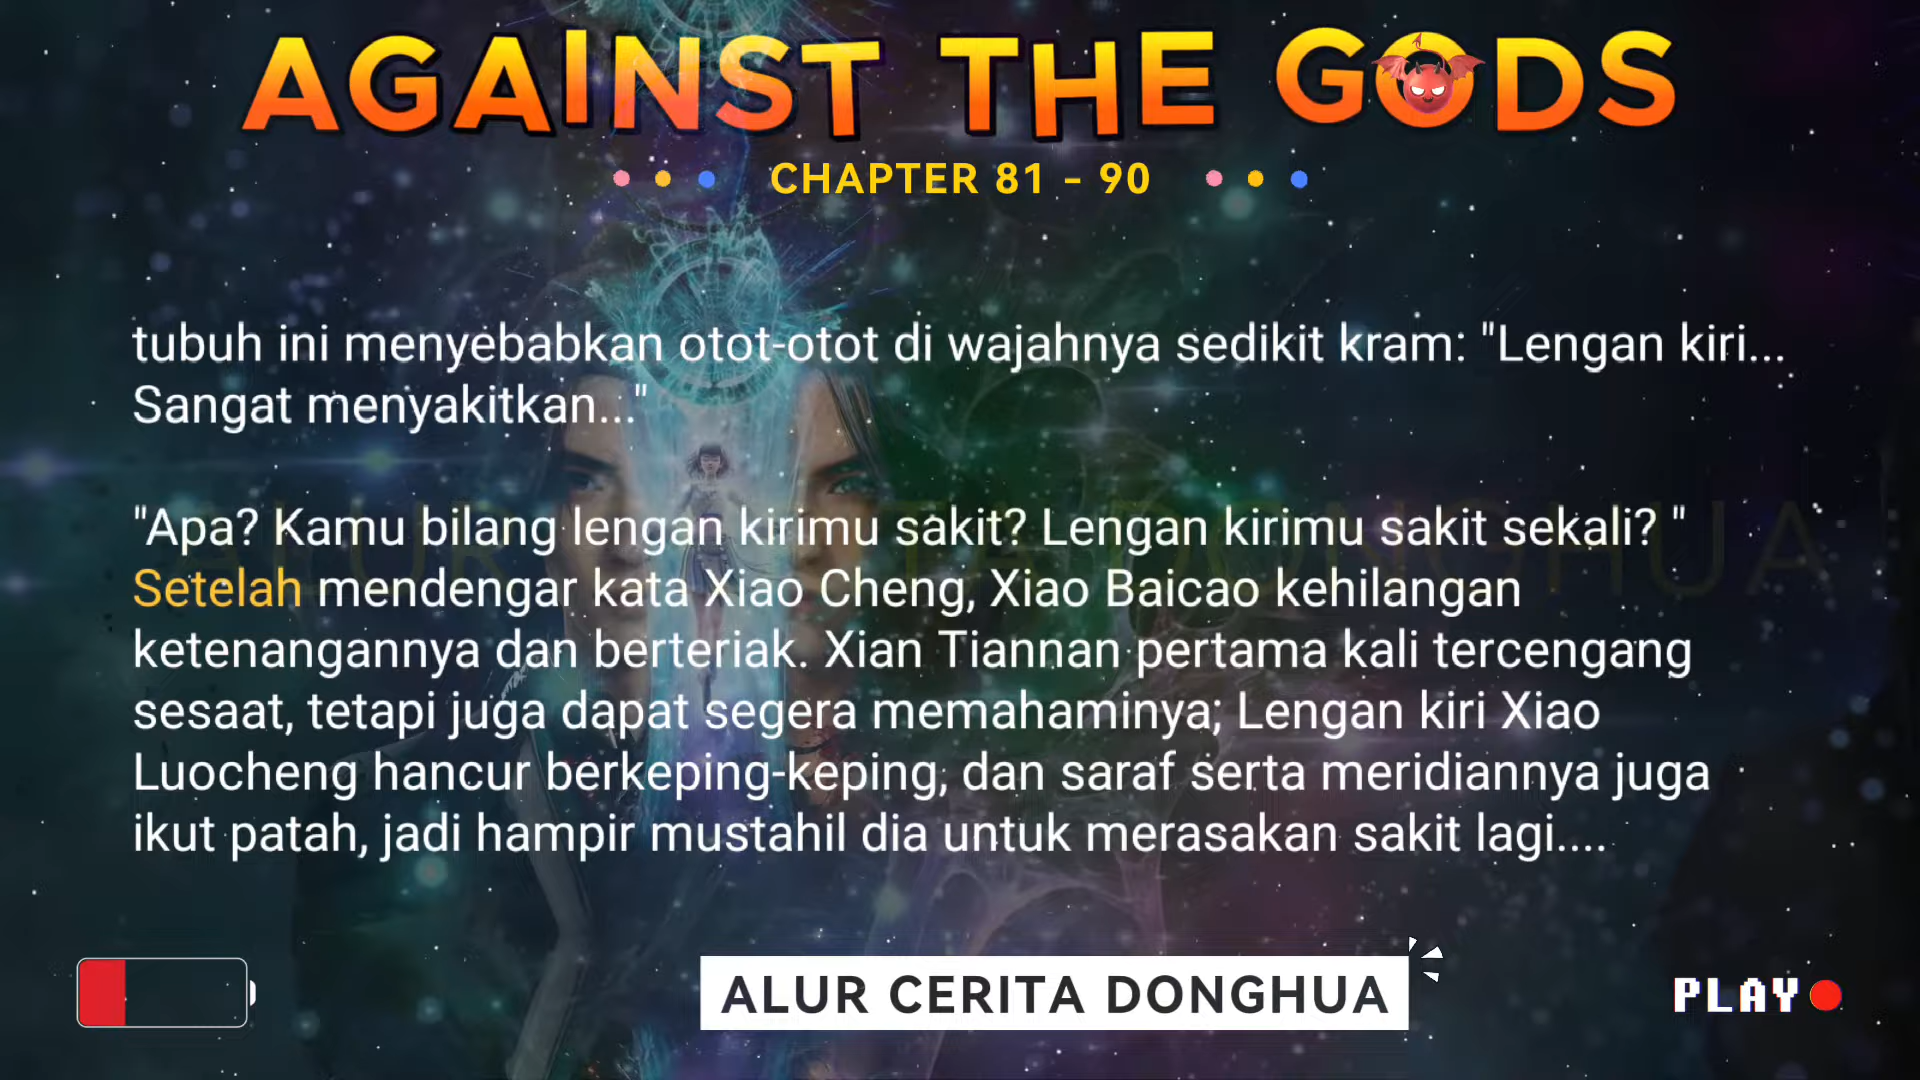 AGAINST THE GODS
CHAPTER 81 - 90
tubuh ini menyebabkan otot-otot di wajahnya sedikit kram: "Lengan kiri...
Sangat menyakitkan..."
"Apa? Kamu bilang lengan kirimu sakit? Lengan kirimu sakit sekali? "
Setelah mendengar kata Xiao Cheng, Xiao Baicao kehilangan
ketenangannya dan berteriak. Xian Tiannan pertama kali tercengang
sesaat, tetapi juga dapat segera memahaminya; Lengan kiri Xiao
Luocheng hancur berkeping-keping, dan saraf serta meridiannya juga
ikut patah, jadi hampir mustahil dia untuk merasakan sakit lagi....
ALUR CERITA DONGHUA
PLAY